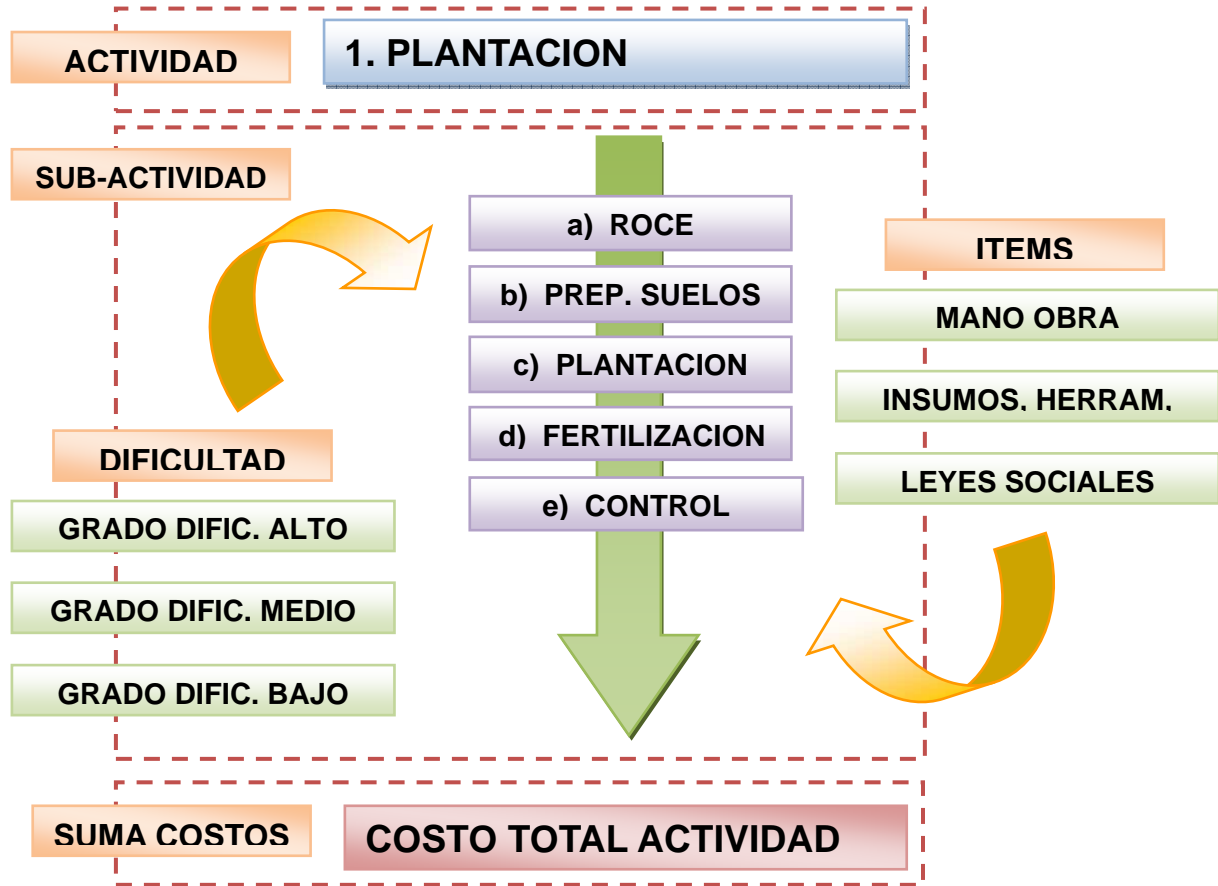 ACTIVIDAD
1. PLANTACION
SUB-ACTIVIDAD
a) ROCE
b) PREP. SUELOS
c) PLANTACION
d) FERTILIZACION
e) CONTROL
ITEMS
MANO OBRA
INSUMOS, HERRAM,
LEYES SOCIALES
DIFICULTAD
GRADO DIFIC. ALTO
GRADO DIFIC. MEDIO
GRADO DIFIC. BAJO
SUMA COSTOS
COSTO TOTAL ACTIVIDAD